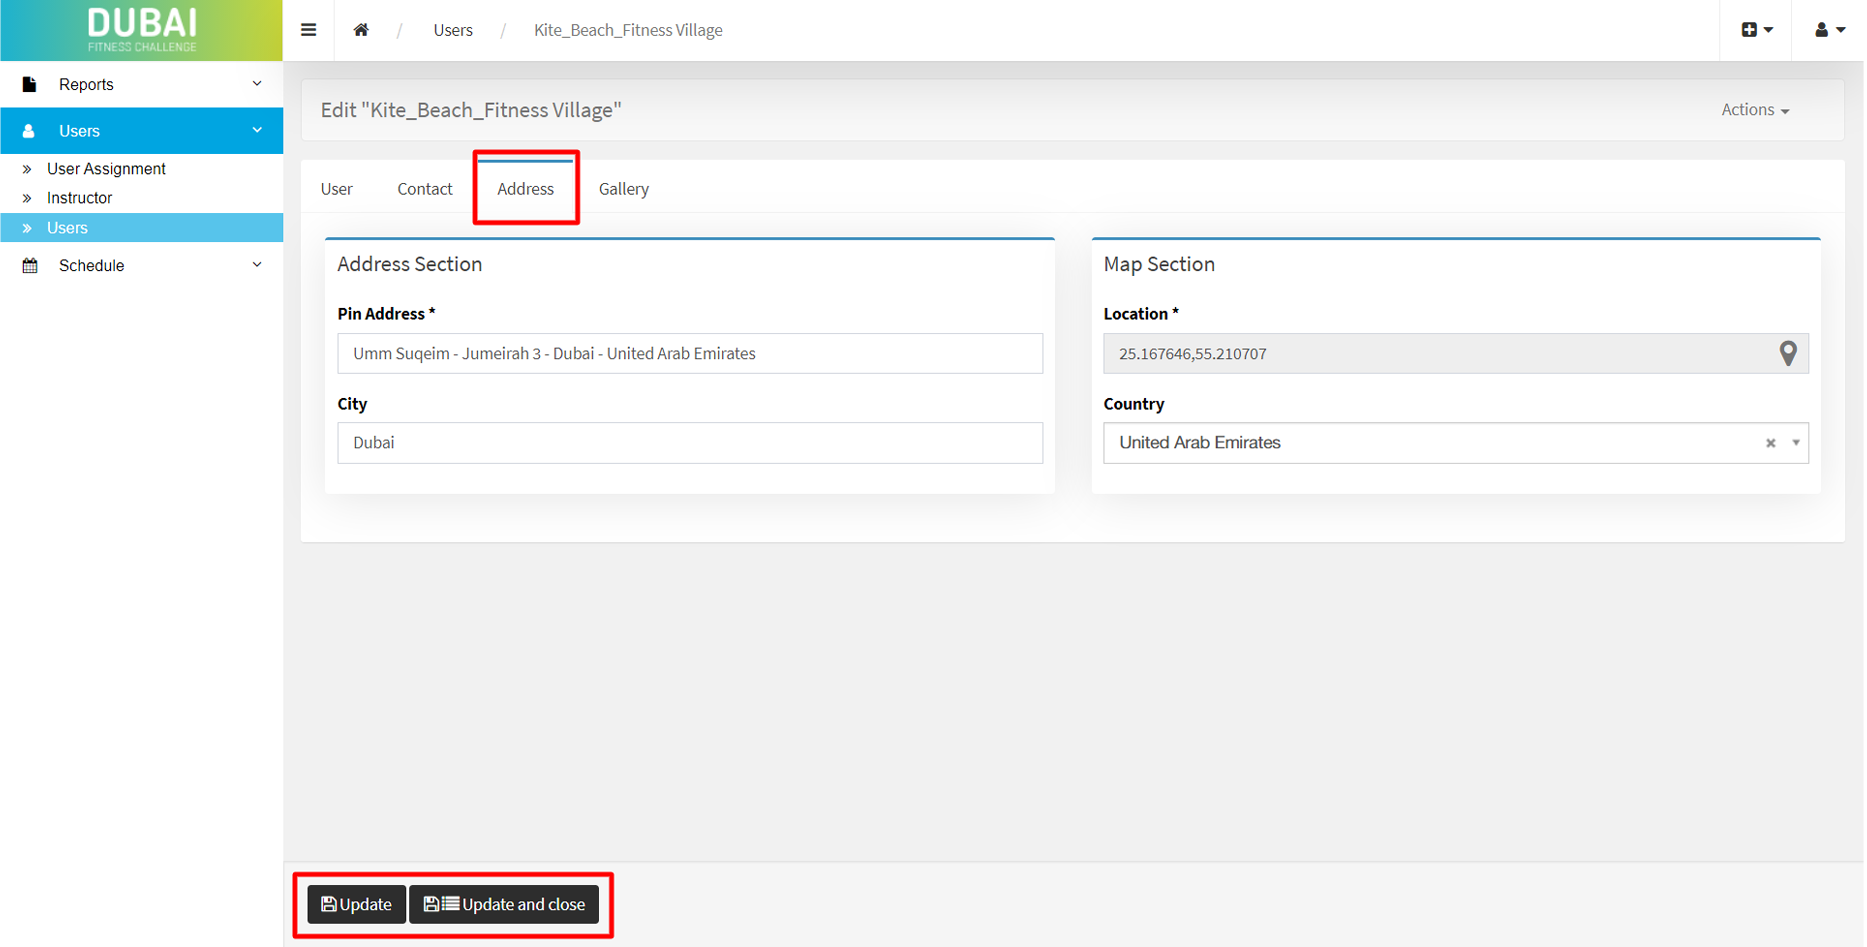 DUBAI
FITNESS CHALLENGE
/ Users / Kite_Beach_Fitness Village
Reports
Users
» User Assignment
» Instructor
» Users
Schedule
Edit "Kite_Beach_Fitness Village"
Actions
User Contact Address Gallery
Address Section
Pin Address *
Umm Suqeim - Jumeirah 3 - Dubai - United Arab Emirates
City
Dubai
Map Section
Location *
25.167646,55.210707
Country
United Arab Emirates
Update
Update and close